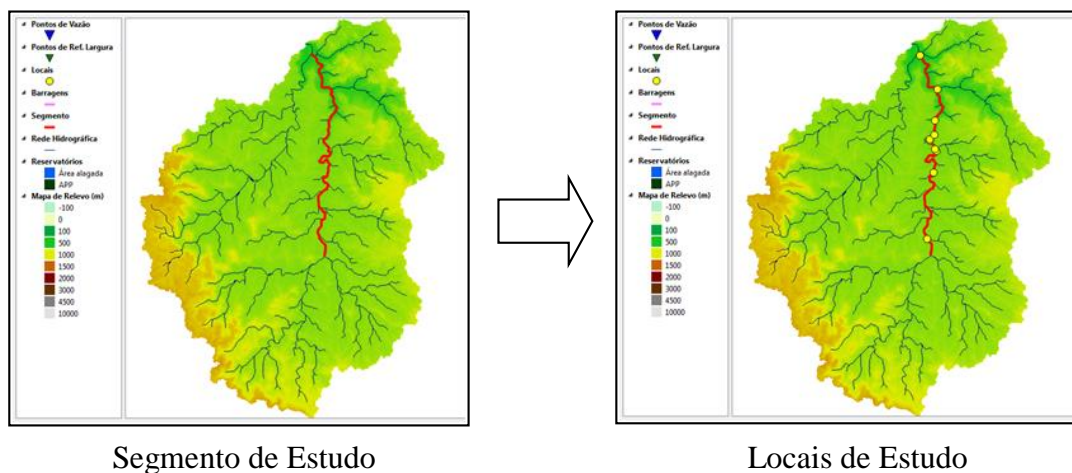 Pontos de Vazão
Pontos de Ref. Largura
Locais
Barragens
Segmento
Rede Hidrográfica
Reservatórios
Área alagada
APP
Mapa de Relevo (m)
-100
0
100
500
1000
1500
2000
3000
4500
10000
Pontos de Vazão
Pontos de Ref. Largura
Locais
Barragens
Segmento
Rede Hidrográfica
Reservatórios
Área alagada
APP
Mapa de Relevo (m)
-100
0
100
500
1000
1500
2000
3000
4500
10000
Segmento de Estudo
Locais de Estudo